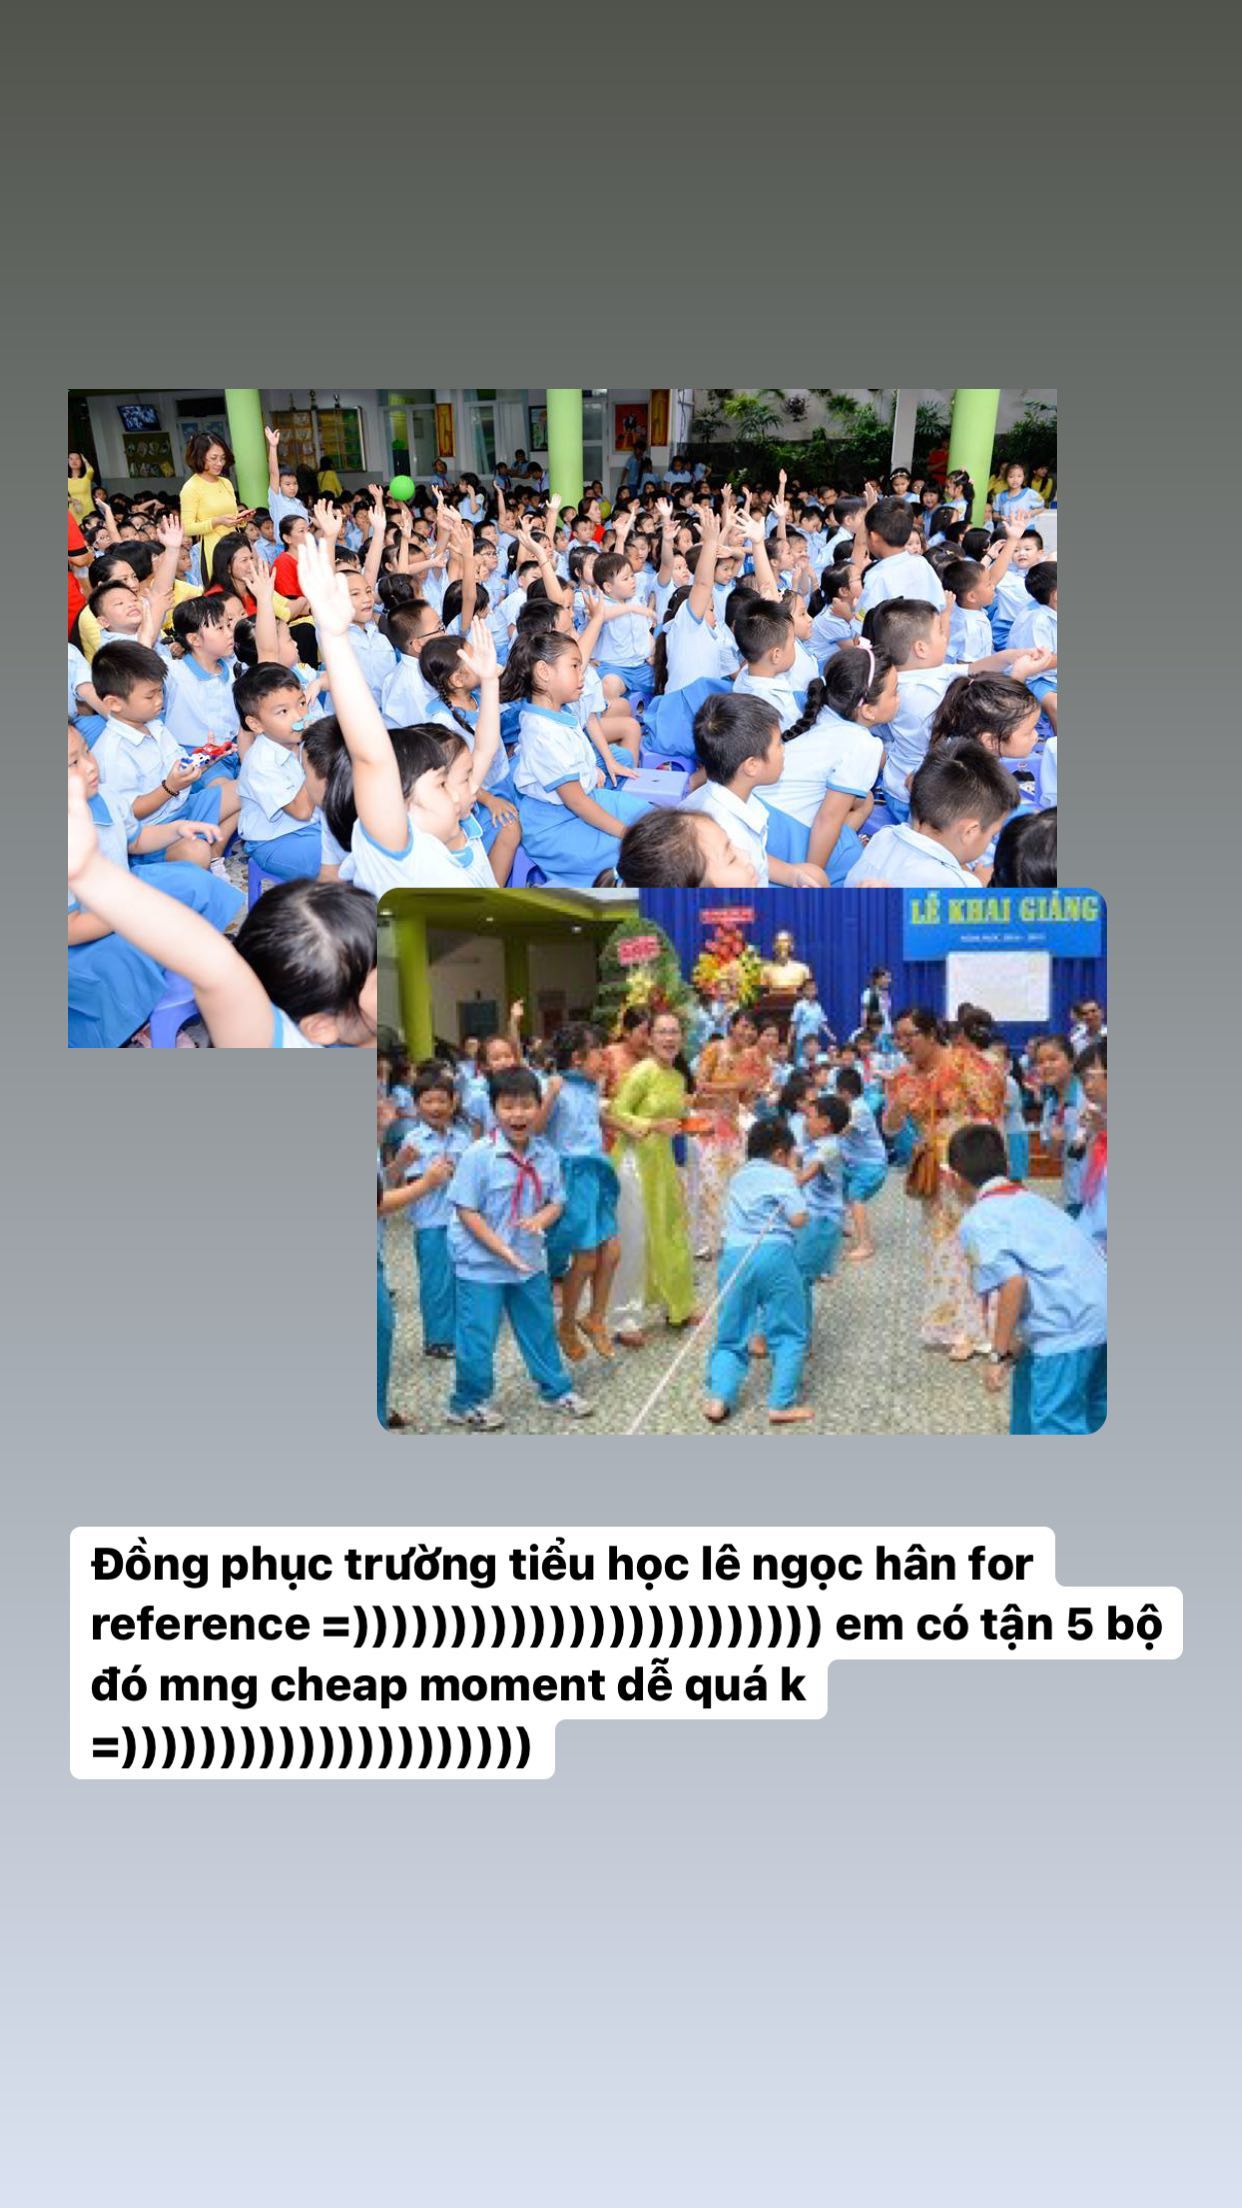 LỄ KHAI GIẢNG
Đồng phục trường tiểu học lê ngọc hân for
reference =)))))))))))))))))))))))) em có tận 5 bộ
đó mng cheap moment dễ quá k
=)))))))))))))))))))))